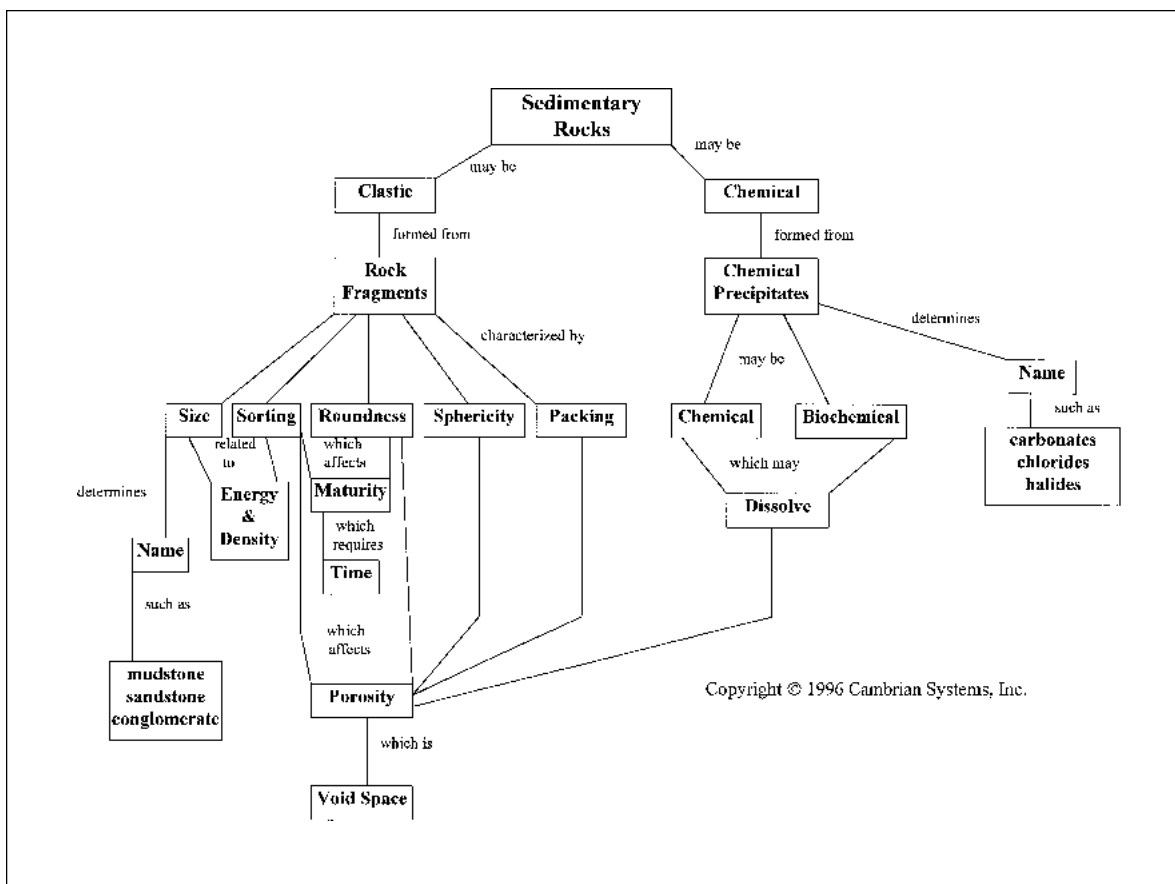 Sedimentary
Rocks
may be
may be
Clastic
Chemical
formed from
formed from
Rock
Fragments
Chemical
Precipitates
characterized by
determines
may be
Name
such as
Size
Sorting
Roundness
Sphericity
Packing
Chemical
Biochemical
carbonates
chlorides
halides
related
to
which
affects
which may
determines
Energy
&
Density
Maturity
Dissolve
which
requires
Name
Time
such as
which
affects
mudstone
sandstone
conglomerate
Porosity
Copyright © 1996 Cambrian Systems, Inc.
which is
Void Space